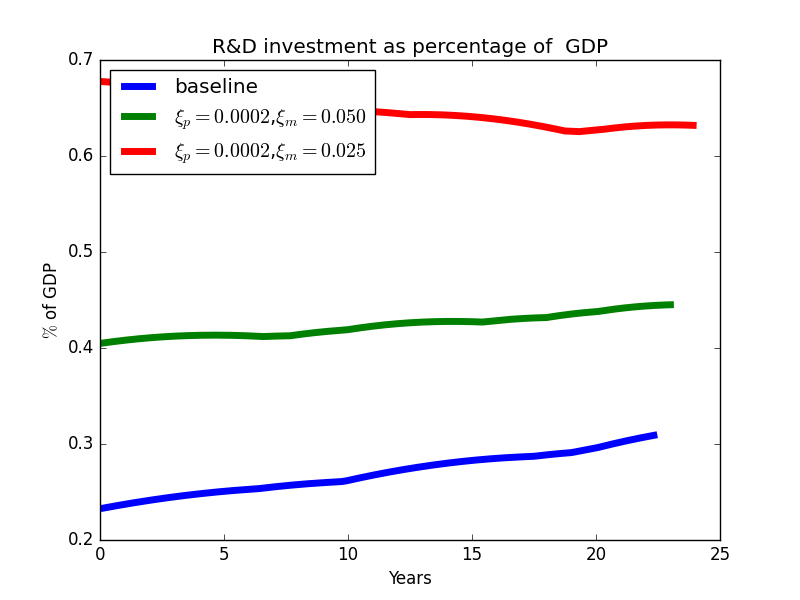 R&D investment as percentage of GDP
baseline
ξp = 0.0002, ξm = 0.050
ξp = 0.0002, ξm = 0.025
0.7
0.6
0.5
0.4
0.3
0.2
% of GDP
0 5 10 15 20 25
Years